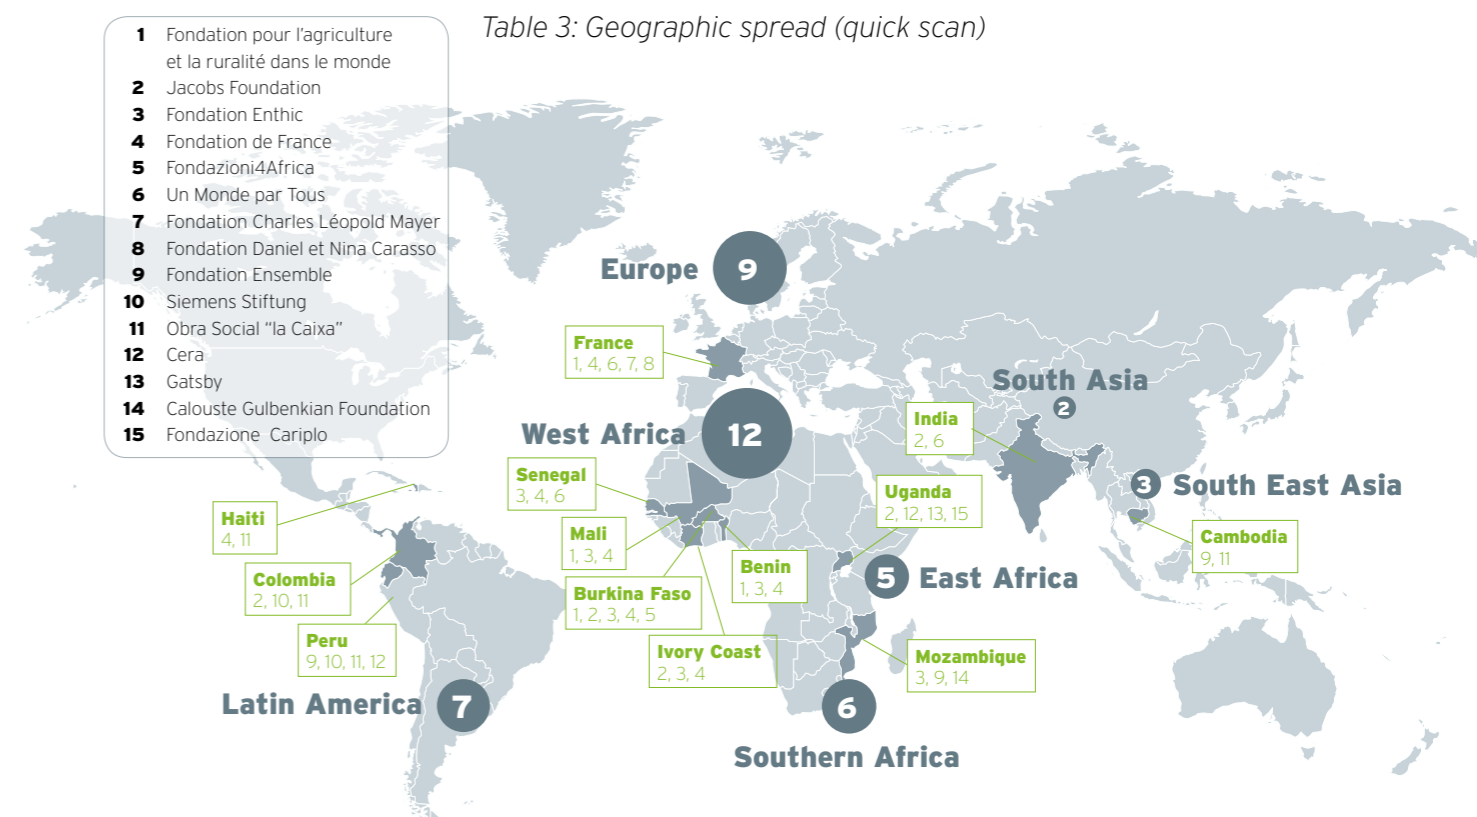 Table 3: Geographic spread (quick scan)
1 Fondation pour l'agriculture
et la ruralité dans le monde
2 Jacobs Foundation
3 Fondation Enthic
4 Fondation de France
5 Fondazioni4Africa
6 Un Monde par Tous
7 Fondation Charles Léopold Mayer
8 Fondation Daniel et Nina Carasso
9 Fondation Ensemble
10 Siemens Stiftung
11 Obra Social “la Caixa”
12 Cera
13 Gatsby
14 Calouste Gulbenkian Foundation
15 Fondazione Cariplo
Europe 9
France
1, 4, 6, 7, 8
South Asia
2
India
2, 6
West Africa 12
Senegal
3, 4, 6
3 South East Asia
Uganda
2, 12, 13, 15
Haiti
4, 11
Mali
1, 3, 4
Cambodia
9, 11
Benin
1, 3, 4
Colombia
2, 10, 11
5 East Africa
Burkina Faso
1, 2, 3, 4, 5
Peru
9, 10, 11, 12
Ivory Coast
2, 3, 4
Mozambique
3, 9, 14
Latin America 7
6
Southern Africa